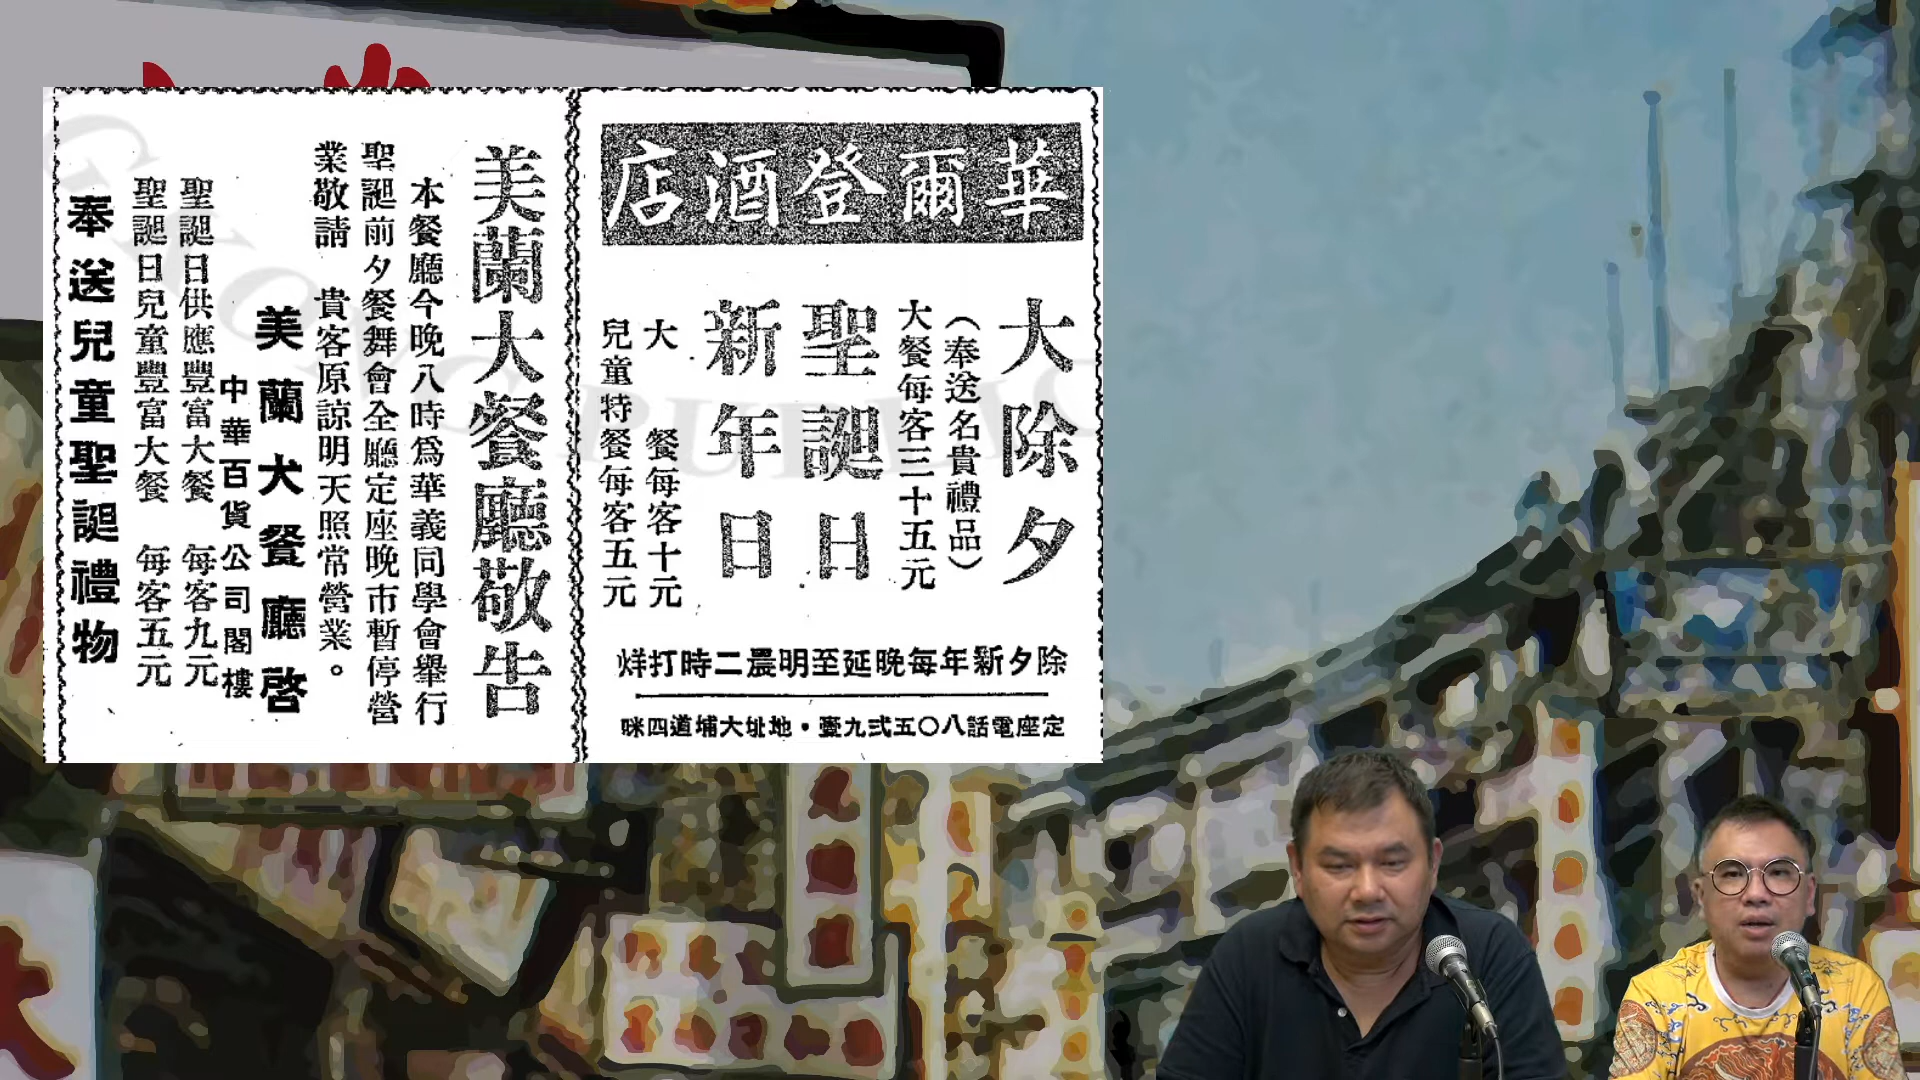 華爾登酒店
大除夕
（奉送名貴禮品）
大餐每客三十五元
聖誕日
新年日
大餐每客十元
兒童特餐每客五元
除夕新年每晚延至明晨二時打烊
定座電話八〇五弍九壹・地址大埔道四咪
美蘭大餐廳敬告
本餐廳今晚八時爲華義同學會舉行
聖誕前夕餐舞會全廳定座晚市暫停營
業敬請 貴客原諒明天照常營業。
美蘭大餐廳啓
中華百貨公司閣樓
聖誕日供應豐富大餐 每客九元
聖誕日兒童豐富大餐 每客五元
奉送兒童聖誕禮物